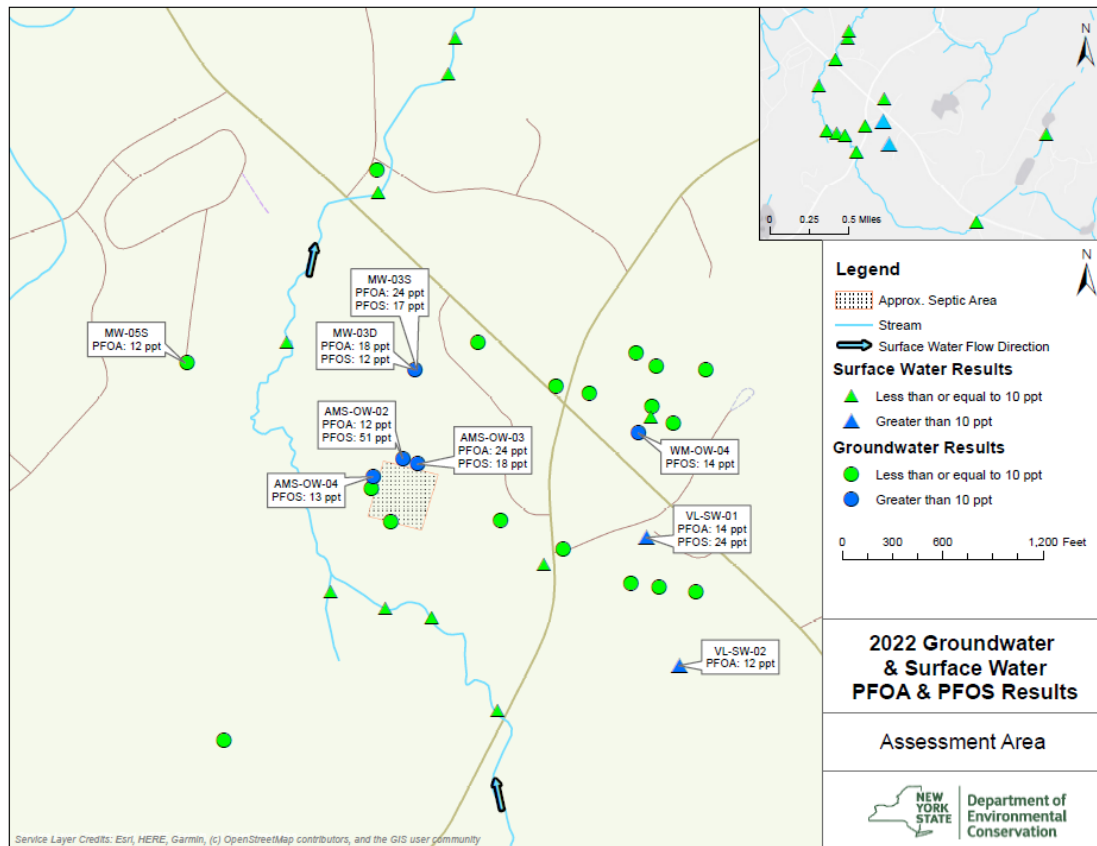 MW-03S
PFOA: 24 ppt
PFOS: 17 ppt
MW-05S
PFOA: 12 ppt
MW-03D
PFOA: 18 ppt
PFOS: 12 ppt
AMS-OW-02
PFOA: 12 ppt
PFOS: 51 ppt
AMS-OW-03
PFOA: 24 ppt
PFOS: 18 ppt
WM-OW-04
PFOS: 14 ppt
AMS-OW-04
PFOS: 13 ppt
VL-SW-01
PFOA: 14 ppt
PFOS: 24 ppt
VL-SW-02
PFOA: 12 ppt
Service Layer Credits: Esri, HERE, Garmin, (c) OpenStreetMap contributors, and the GIS user community
N
0 0.25 0.5 Miles
N
Legend
Approx. Septic Area
Stream
Surface Water Flow Direction
Surface Water Results
Less than or equal to 10 ppt
Greater than 10 ppt
Groundwater Results
Less than or equal to 10 ppt
Greater than 10 ppt
0 300 600 1,200 Feet
2022 Groundwater
& Surface Water
PFOA & PFOS Results
Assessment Area
NEW
YORK
STATE
Department of
Environmental
Conservation